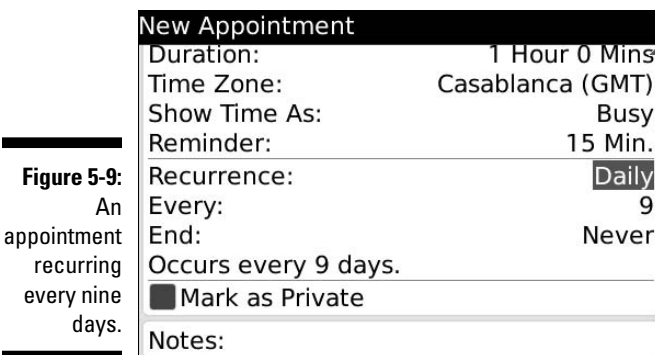 New Appointment
Duration: 1 Hour 0 Mins
Time Zone: Casablanca (GMT)
Show Time As: Busy
Reminder: 15 Min.
Recurrence: Daily
Every: 9
End: Never
Occurs every 9 days.
Mark as Private
Notes:
Figure 5-9:
An
appointment
recurring
every nine
days.